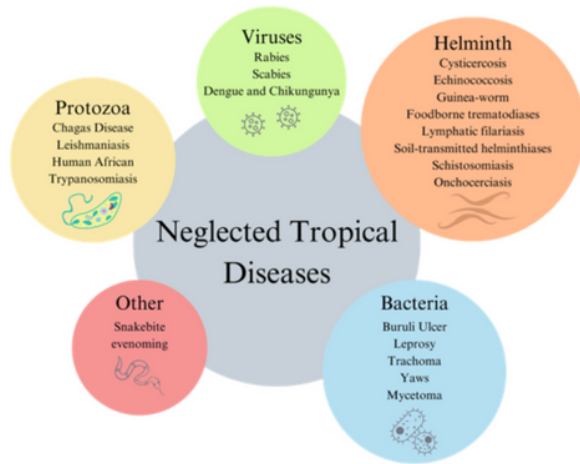 Viruses
Rabies
Scabies
Dengue and Chikungunya
Helminth
Cysticercosis
Echinococcosis
Guinea-worm
Foodborne trematodiases
Lymphatic filariasis
Soil-transmitted helminthiases
Schistosomiasis
Onchocerciasis
Protozoa
Chagas Disease
Leishmaniasis
Human African
Trypanosomiasis
Neglected Tropical
Diseases
Other
Snakebite
evenoming
Bacteria
Buruli Ulcer
Leprosy
Trachoma
Yaws
Mycetoma